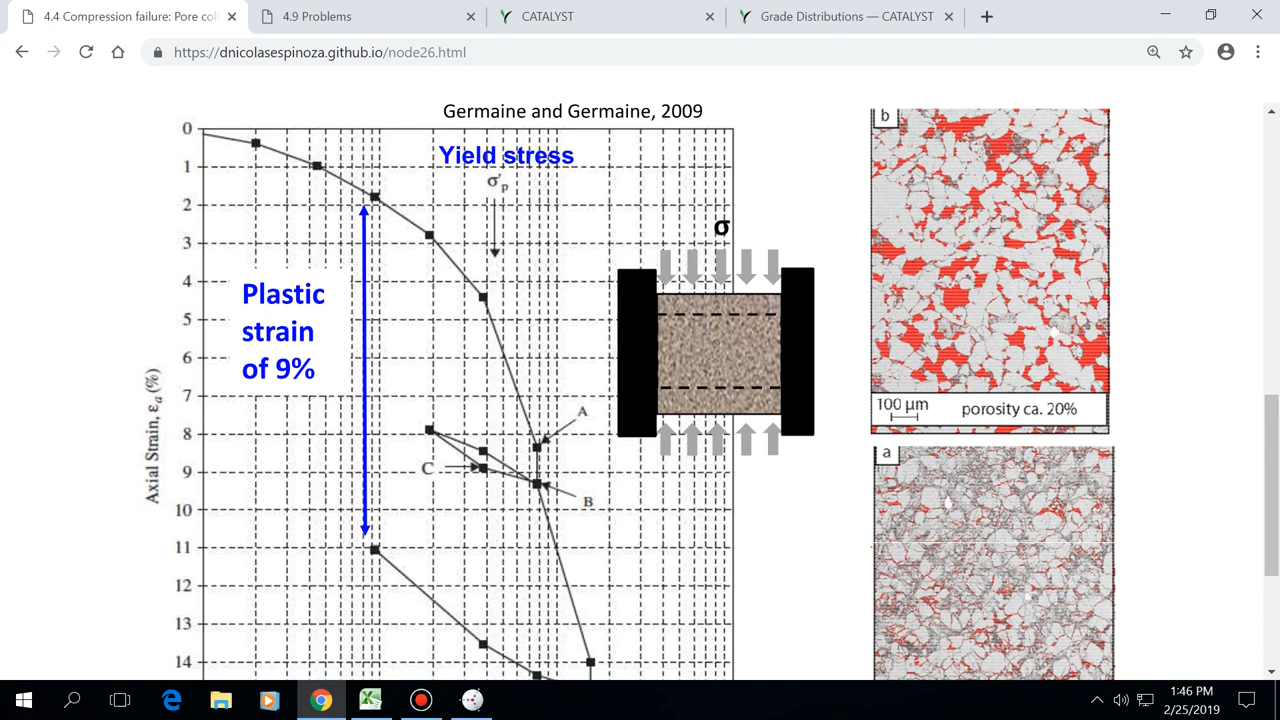 4.4 Compression failure: Pore col
4.9 Problems
CATALYST
Grade Distributions — CATALYST
https://dnicolasespinoza.github.io/node26.html
Germaine and Germaine, 2009
0
1
2
3
4
5
6
7
8
9
10
11
12
13
14
Axial Strain, εa (%)
Yield stress
σ'p
Plastic
strain
of 9%
A
C
B
σ
b
100 µm
porosity ca. 20%
a
1:46 PM
2/25/2019